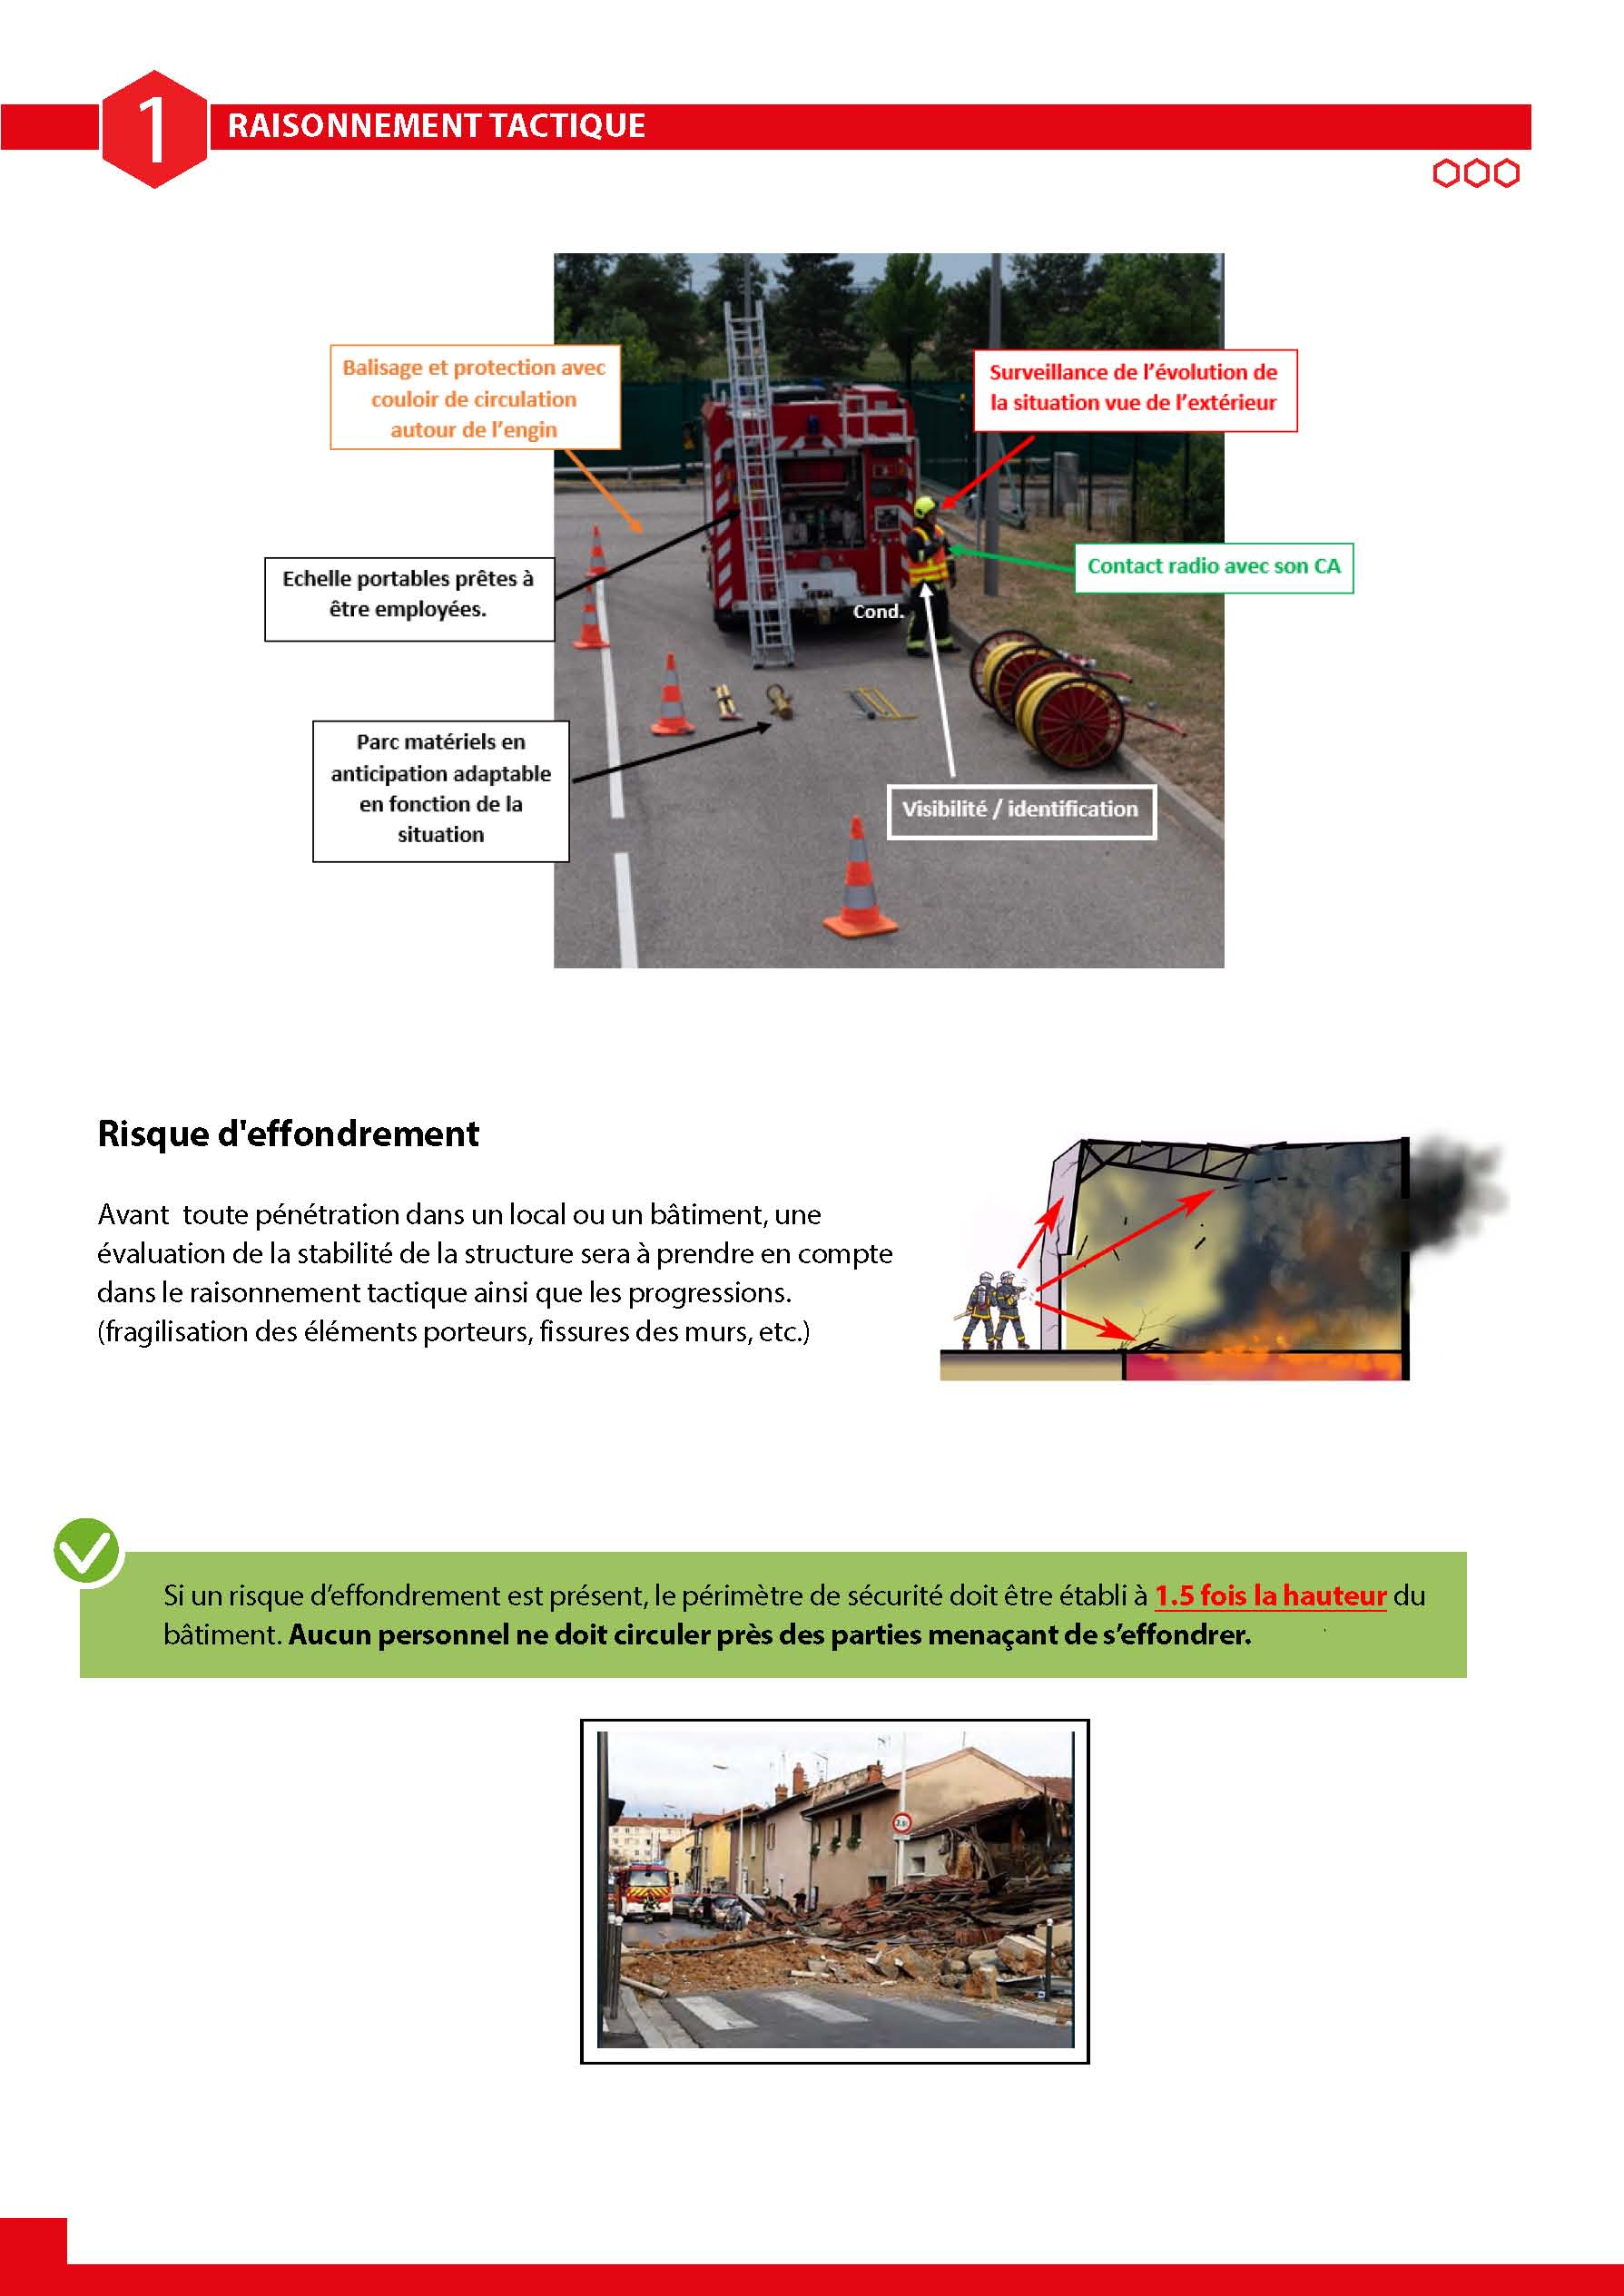 1
RAISONNEMENT TACTIQUE
Balisage et protection avec
couloir de circulation
autour de l’engin
Surveillance de l’évolution de
la situation vue de l’extérieur
Echelle portables prêtes à
être employées.
Contact radio avec son CA
Cond.
Parc matériels en
anticipation adaptable
en fonction de la
situation
Visibilité / identification
Risque d'effondrement
Avant toute pénétration dans un local ou un bâtiment, une
évaluation de la stabilité de la structure sera à prendre en compte
dans le raisonnement tactique ainsi que les progressions.
(fragilisation des éléments porteurs, fissures des murs, etc.)
Si un risque d’effondrement est présent, le périmètre de sécurité doit être établi à 1.5 fois la hauteur du
bâtiment. Aucun personnel ne doit circuler près des parties menaçant de s’effondrer.